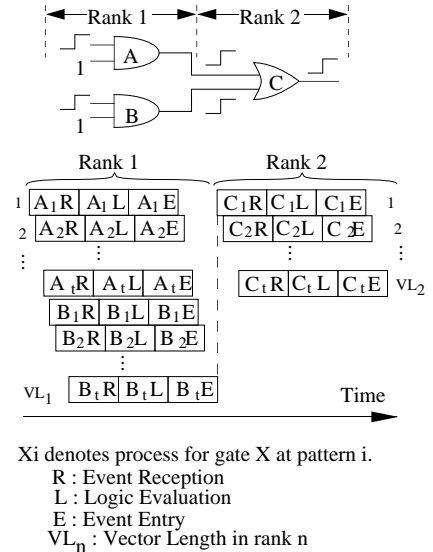 Rank 1 Rank 2
A
1
C
B
1
Rank 1 Rank 2
1 A1R A1L A1E C1R C1L C1E 1
2 A2R A2L A2E C2R C2L C2E 2
AtR AtL AtE CtR CtL CtE VL2
B1R B1L B1E
B2R B2L B2E
VL1 BtR BtL BtE
Time
Xi denotes process for gate X at pattern i.
R : Event Reception
L : Logic Evaluation
E : Event Entry
VLn : Vector Length in rank n